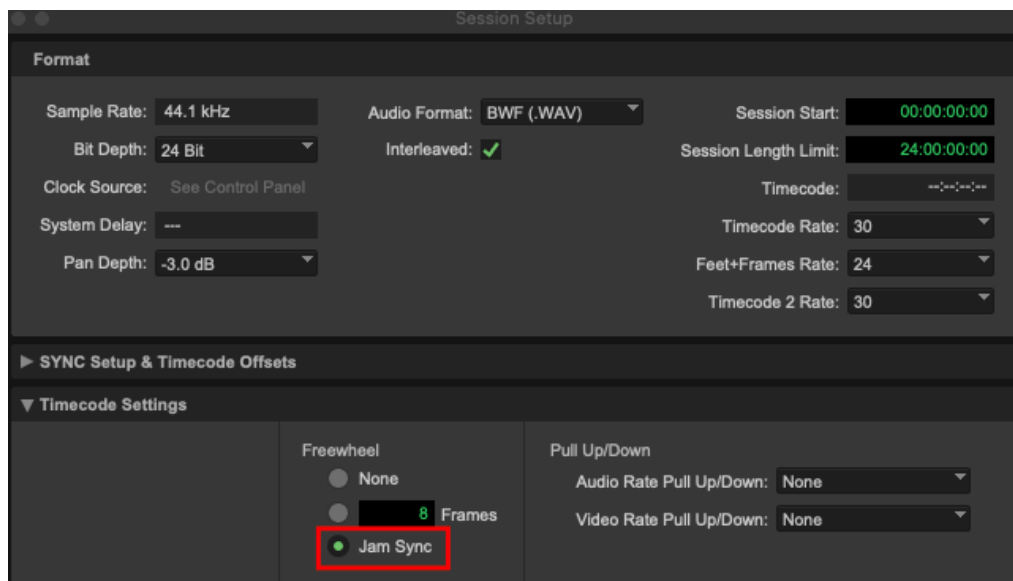 Session Setup
Format
Sample Rate: 44.1 kHz
Audio Format: BWF (.WAV)
Session Start: 00:00:00:00
Bit Depth: 24 Bit
Interleaved:
Session Length Limit: 24:00:00:00
Clock Source: See Control Panel
Timecode: --:--:--:--
System Delay: ---
Timecode Rate: 30
Pan Depth: -3.0 dB
Feet+Frames Rate: 24
Timecode 2 Rate: 30
SYNC Setup & Timecode Offsets
Timecode Settings
Freewheel
None
8 Frames
Jam Sync
Pull Up/Down
Audio Rate Pull Up/Down: None
Video Rate Pull Up/Down: None